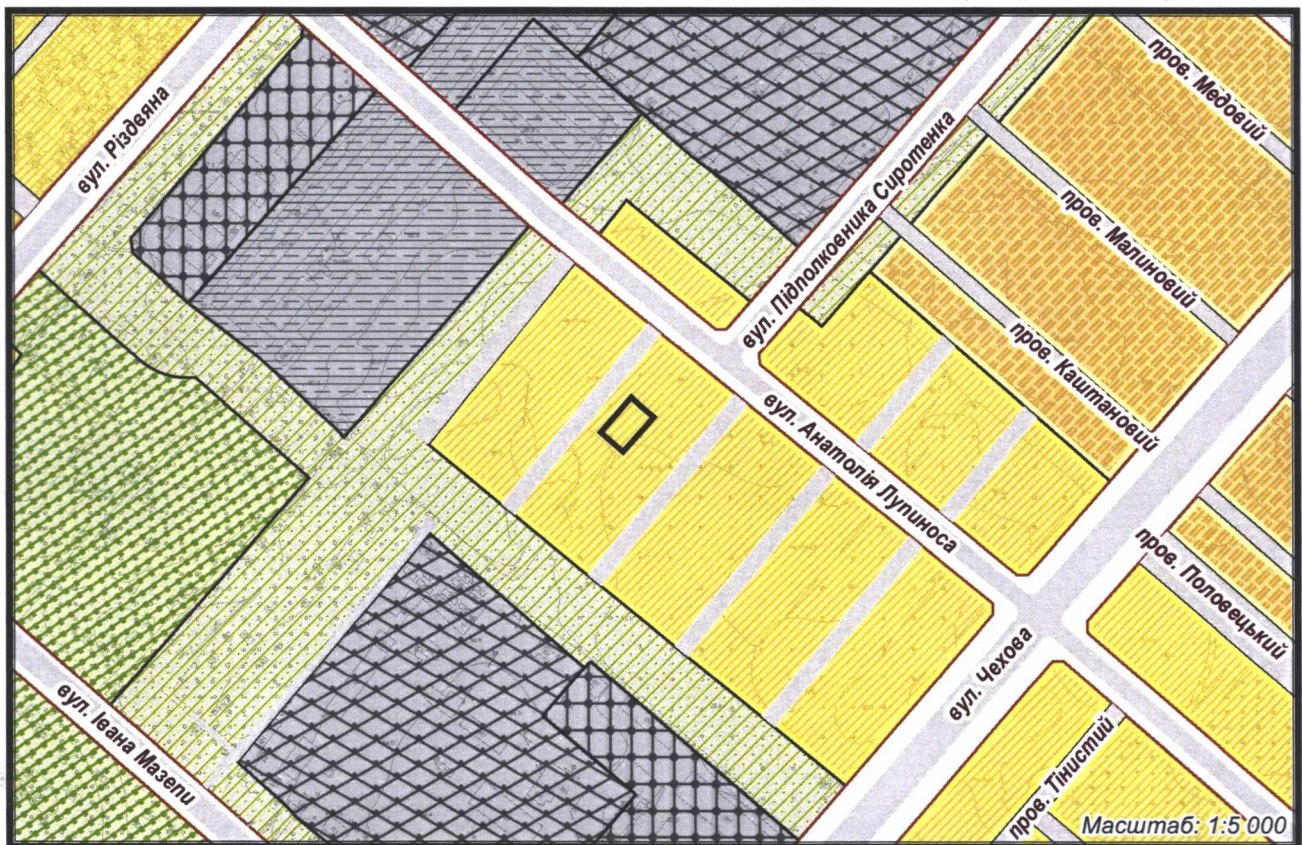 вул. Різдвяна
пров. Медовий
вул. Підполковника Сиротенка
пров. Малиновий
пров. Каштановий
вул. Анатолія Лупиноса
пров. Половецький
вул. Чехова
вул. Івана Мазепи
пров. Тінистий
Масштаб: 1:5 000